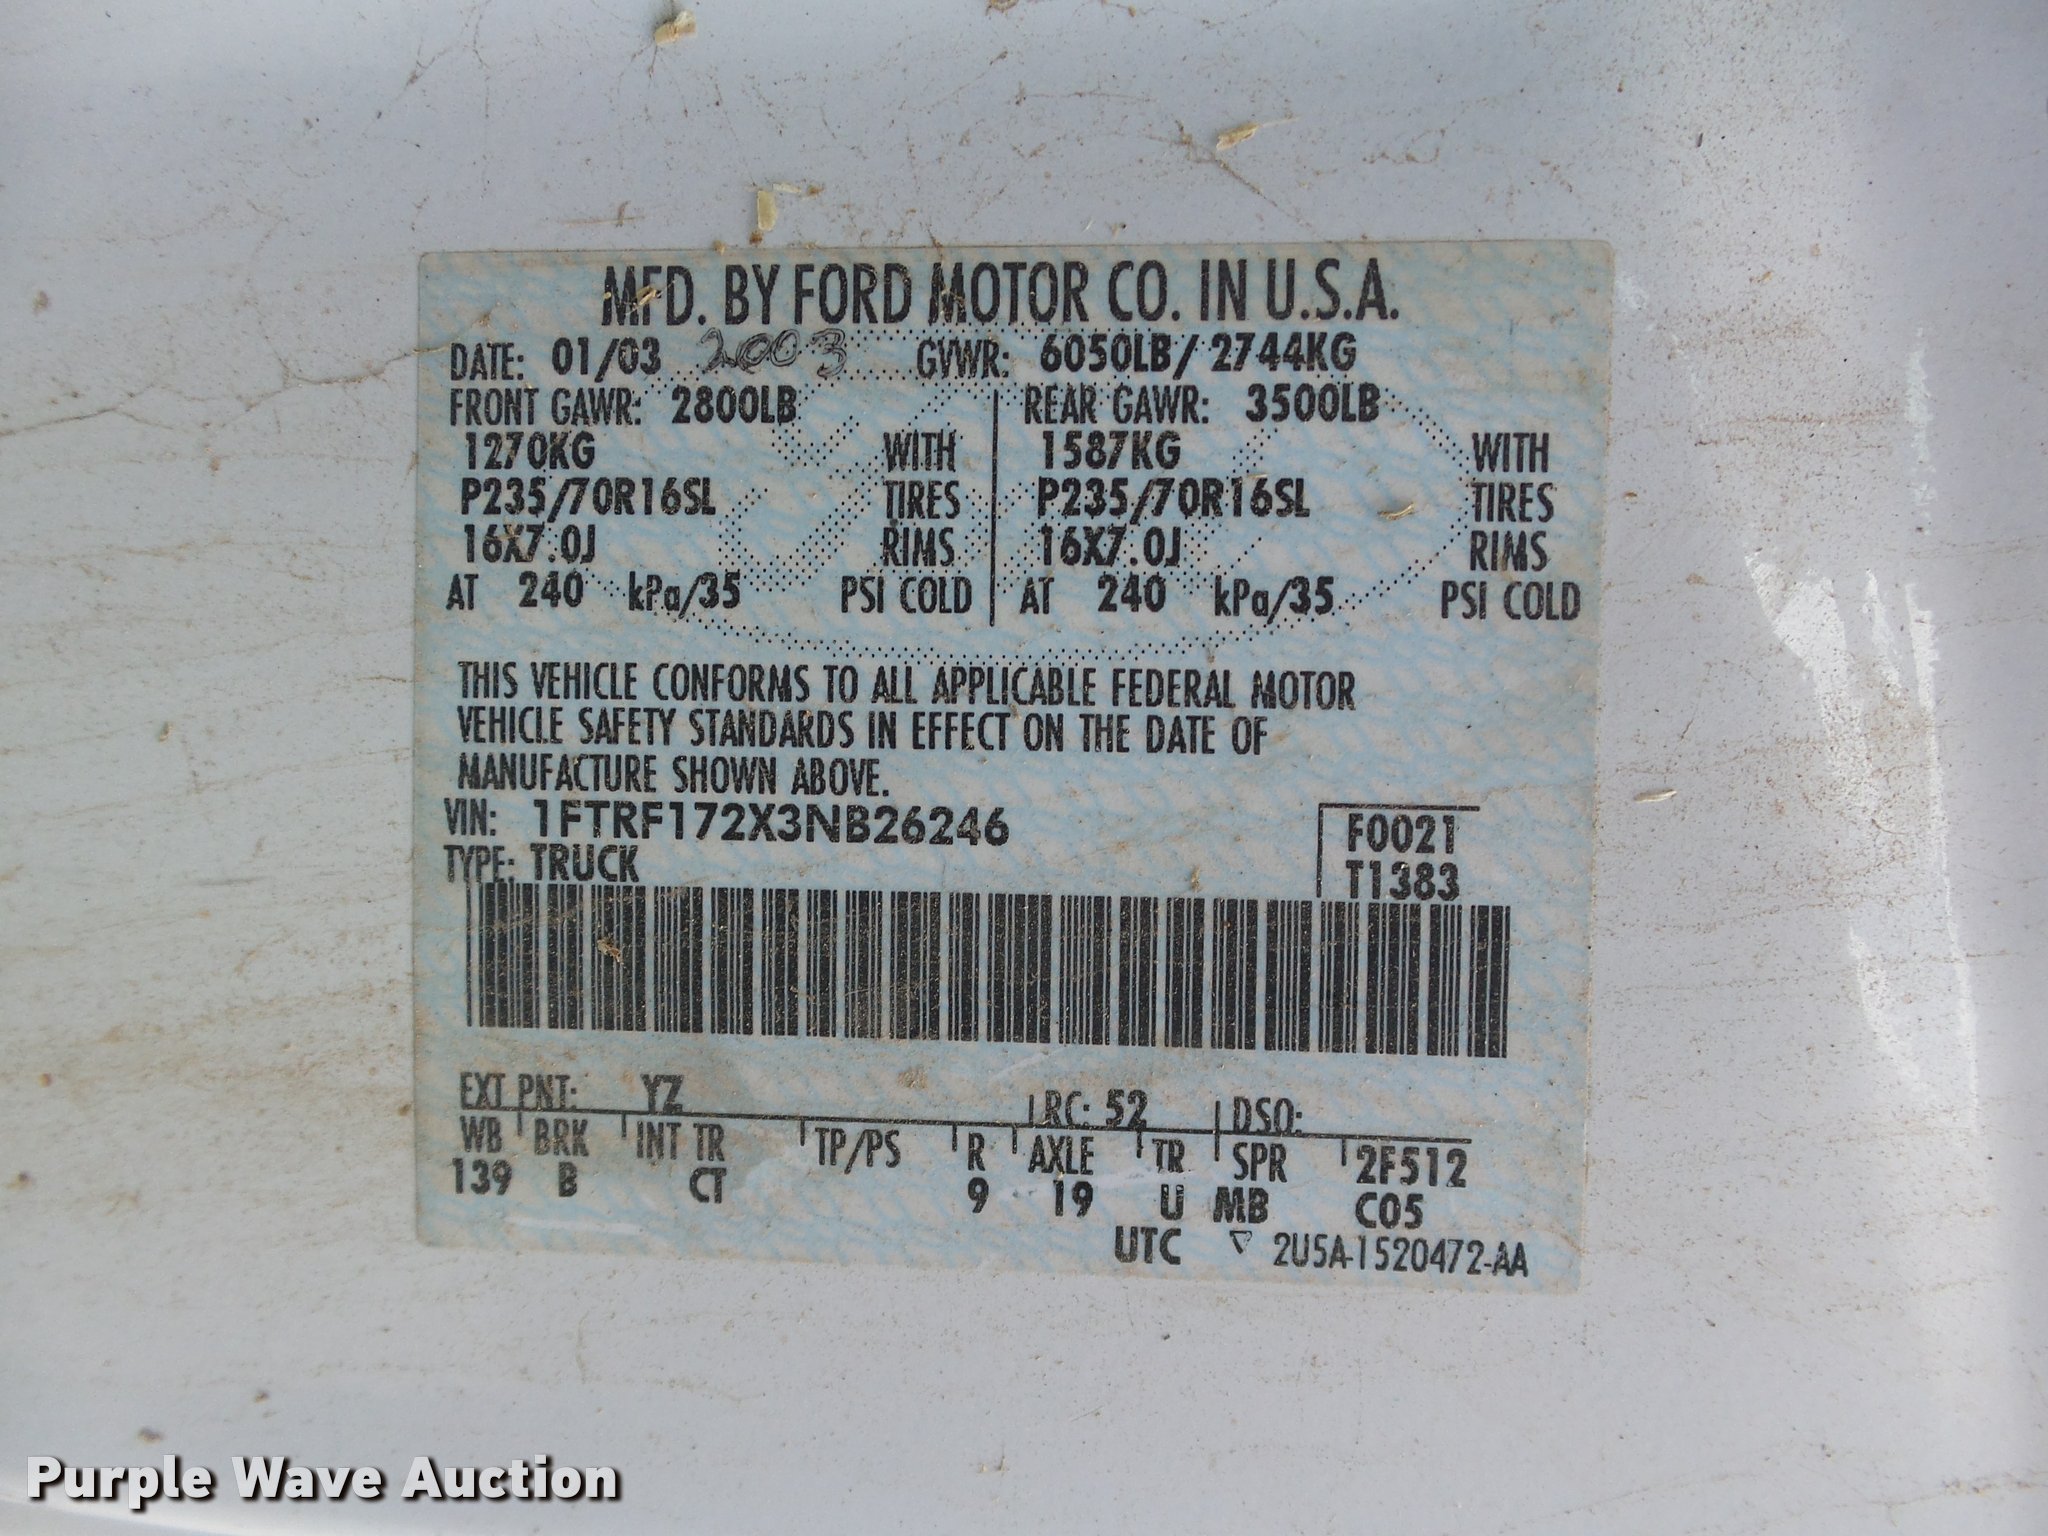 MFD. BY FORD MOTOR CO. IN U.S.A.
DATE: 01/03 2003 GVWR: 6050LB/ 2744KG
FRONT GAWR: 2800LB REAR GAWR: 3500LB
1270KG WITH 1587KG WITH
P235/70R16SL TIRES P235/70R16SL TIRES
16X7.0J RIMS 16X7.0J RIMS
AT 240 kPa/35 PSI COLD AT 240 kPa/35 PSI COLD
THIS VEHICLE CONFORMS TO ALL APPLICABLE FEDERAL MOTOR
VEHICLE SAFETY STANDARDS IN EFFECT ON THE DATE OF
MANUFACTURE SHOWN ABOVE.
VIN: 1FTRF172X3NB26246 F0021
TYPE: TRUCK T1383
EXT PNT: YZ RC: 52 DSO:
WB BRK INT TR TP/PS R AXLE TR SPR 2F512
139 B CT 9 19 U MB C05
UTC 2U5A-1520472-AA
Purple Wave Auction